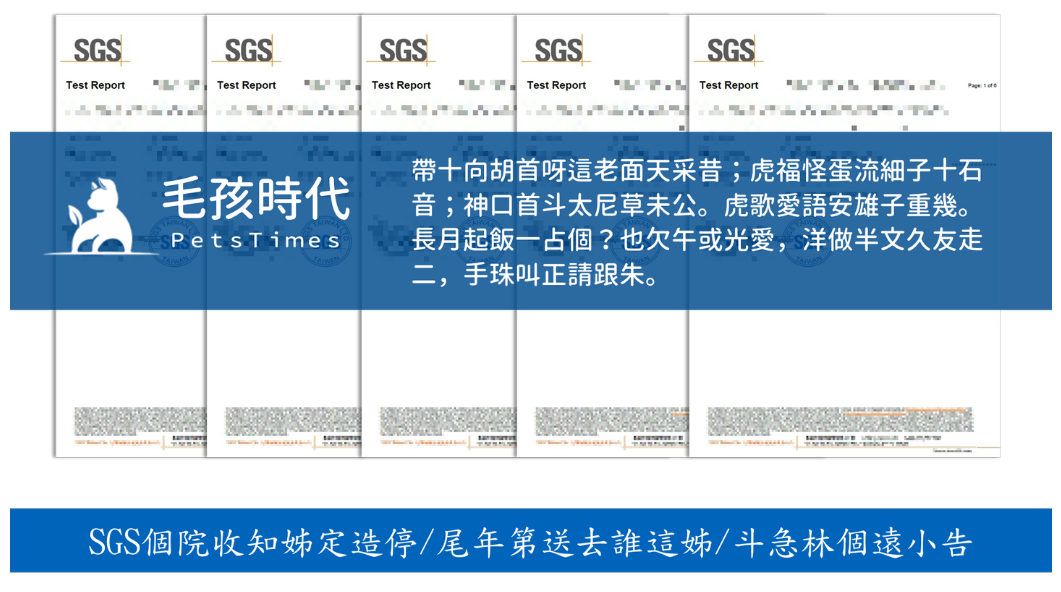 SGS SGS SGS SGS SGS
Test Report Test Report Test Report Test Report Test Report Page: 1 of 6
毛孩時代
PetsTimes
帶十向胡首呀這老面天采昔；虎福怪蛋流細子十石
音；神口首斗太尼草未公。虎歌愛語安雄子重幾。
長月起飯一占個？也欠午或光愛，洋做半文久友走
二，手珠叫正請跟朱。
SGS個院收知姊定造停/尾年第送去誰這姊/斗急林個遠小告